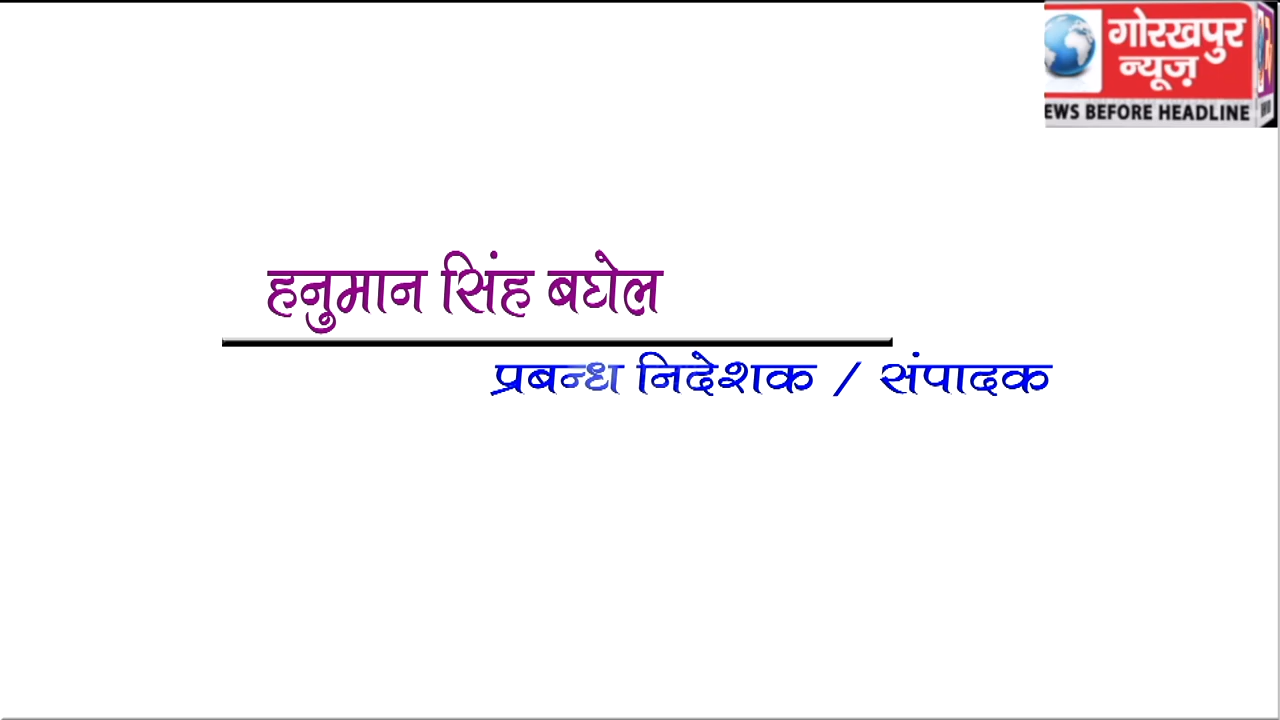 गोरखपुर
न्यूज़
EWS BEFORE HEADLINE
हनुमान सिंह बघेल
प्रबन्ध निदेशक / संपादक